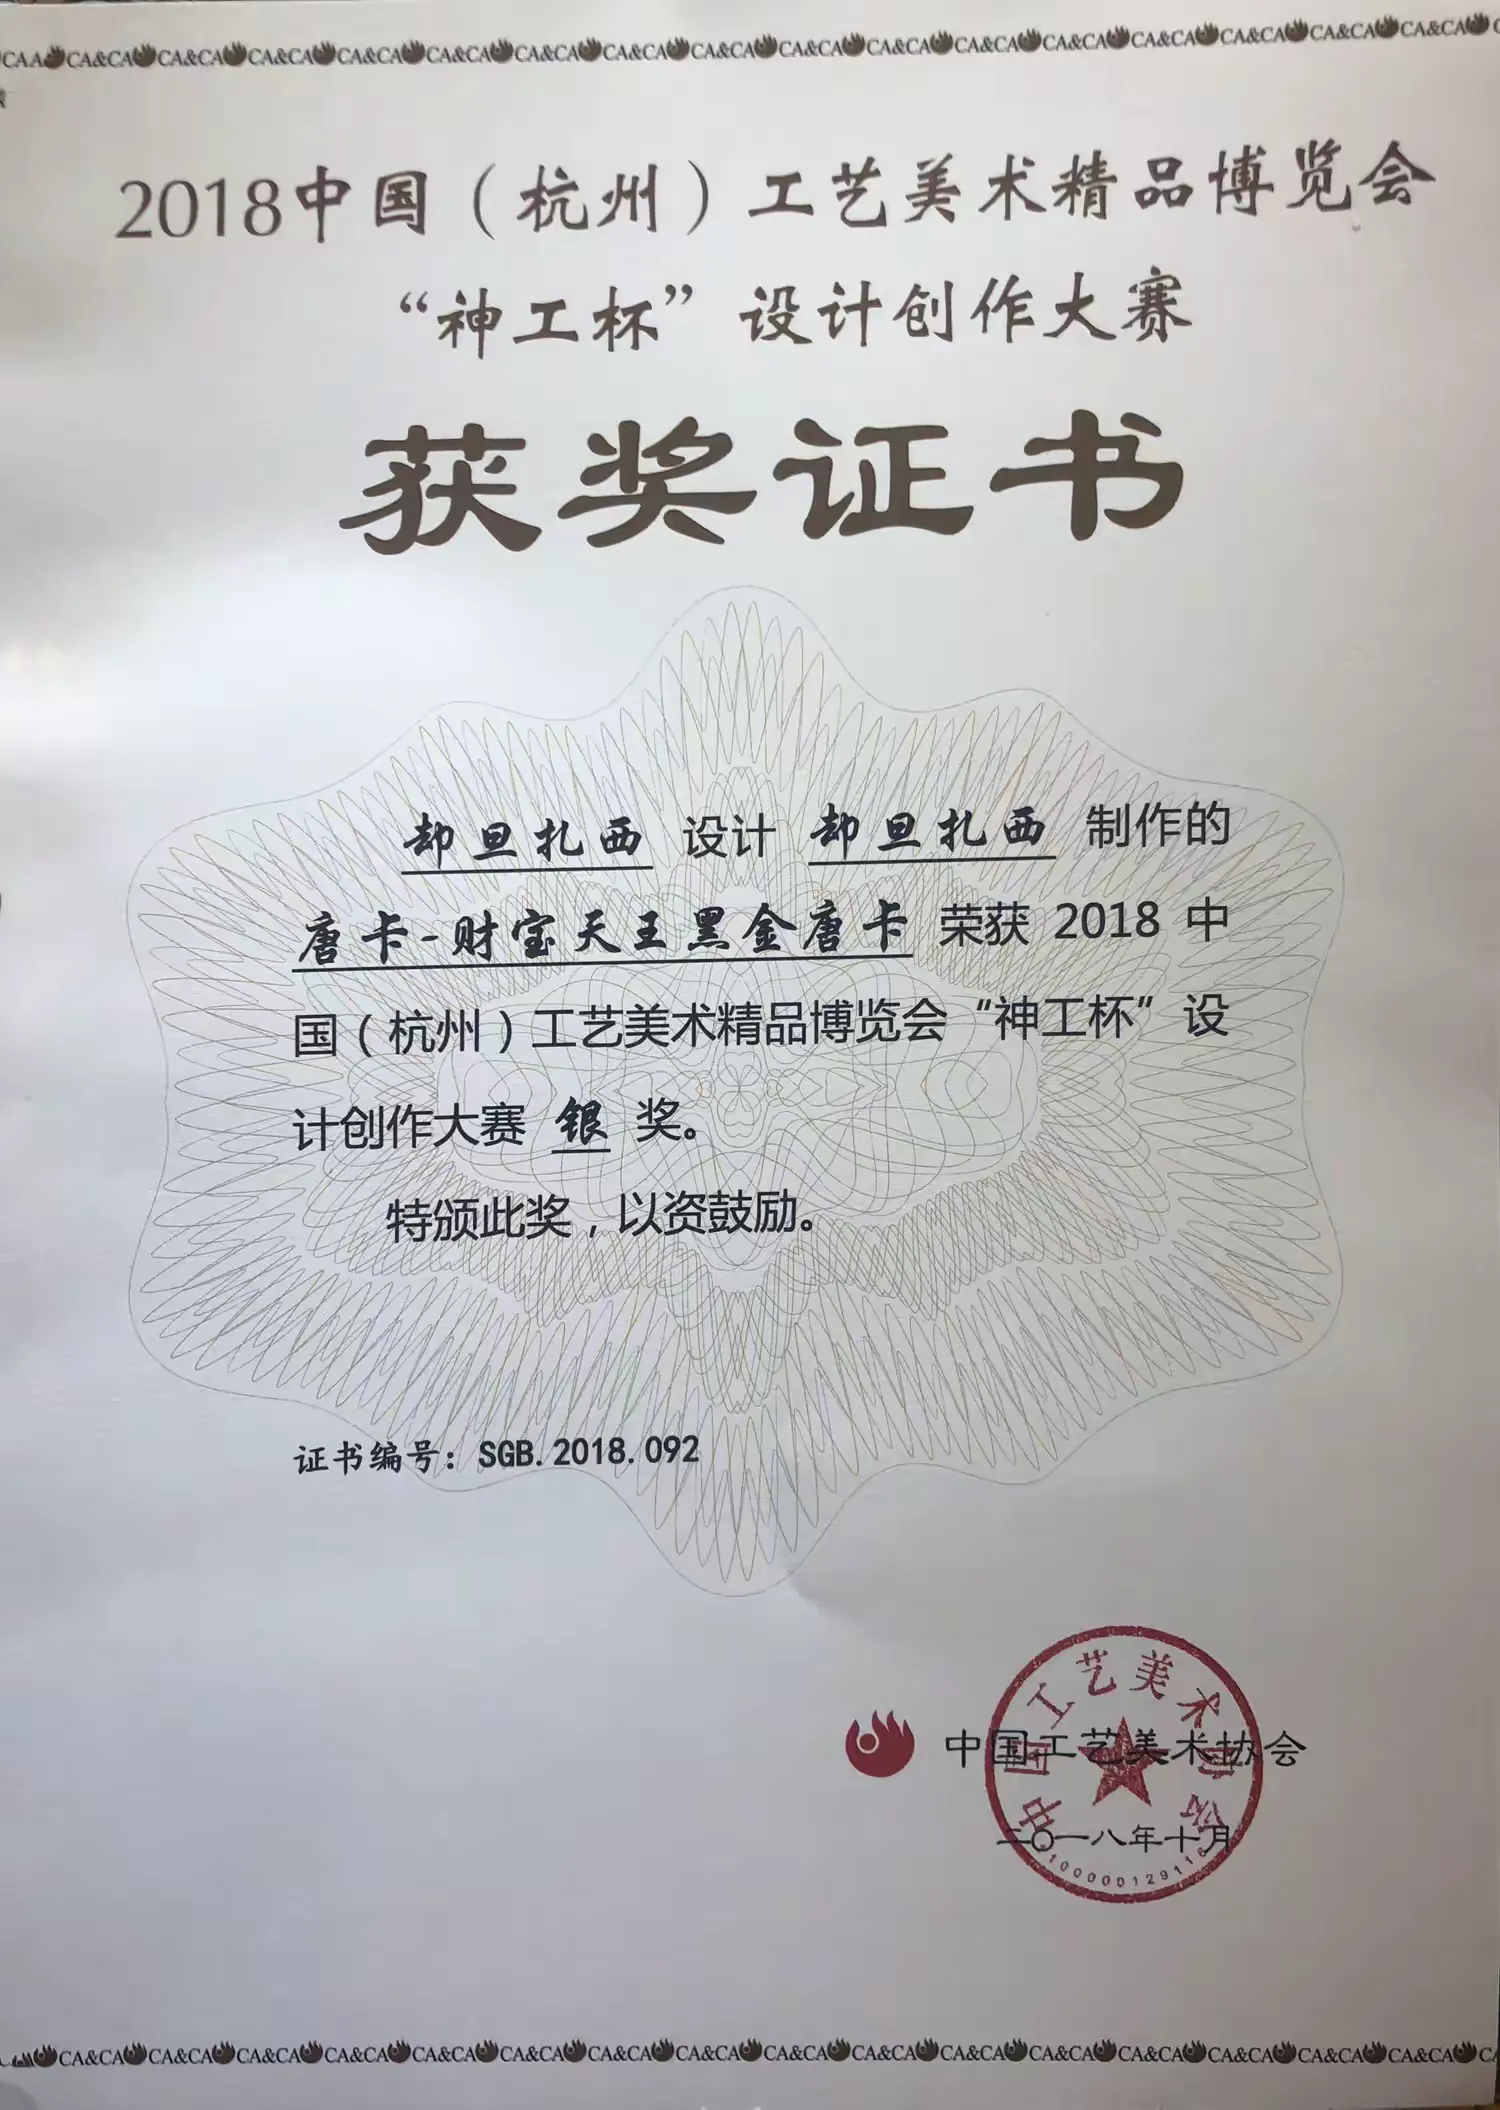 CAA CA&CA CA&CA CA&CA CA&CA CA&CA CA&CA CA&CA CA&CA CA&CA CA&CA CA&CA CA&CA CA&CA CA&CA CA&CA CA&CA
2018中国（杭州）工艺美术精品博览会
“神工杯”设计创作大赛
获奖证书
却旦扎西 设计 却旦扎西 制作的
唐卡-财宝天王黑金唐卡 荣获 2018 中
国（杭州）工艺美术精品博览会“神工杯”设
计创作大赛 银 奖。
特颁此奖，以资鼓励。
证书编号：SGB.2018.092
中国工艺美术协会
中国工艺美术协会
二〇一八年十月
CA&CA CA&CA CA&CA CA&CA CA&CA CA&CA CA&CA CA&CA CA&CA CA&CA CA&CA CA&CA CA&CA CA&CA CA&CA CA&CA